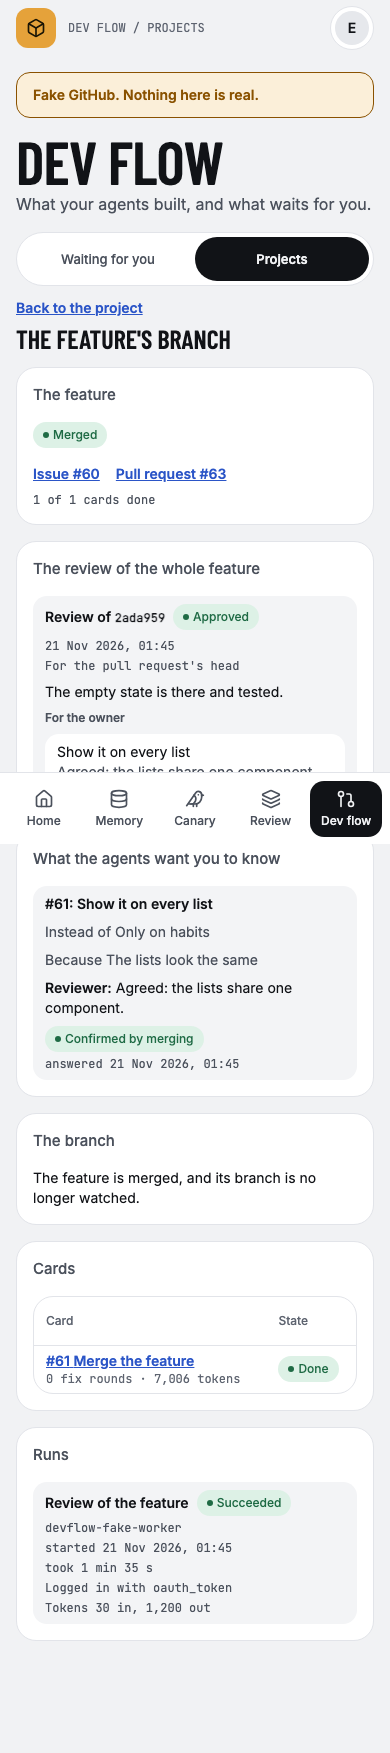 DEV FLOW / PROJECTS
E
Fake GitHub. Nothing here is real.
DEV FLOW
What your agents built, and what waits for you.
Waiting for you
Projects
Back to the project
THE FEATURE'S BRANCH
The feature
Merged
Issue #60 Pull request #63
1 of 1 cards done
The review of the whole feature
Review of 2ada959 Approved
21 Nov 2026, 01:45
For the pull request's head
The empty state is there and tested.
For the owner
Show it on every list
Agreed: the lists share one component.
Home
Memory
Canary
Review
Dev flow
What the agents want you to know
#61: Show it on every list
Instead of Only on habits
Because The lists look the same
Reviewer: Agreed: the lists share one
component.
Confirmed by merging
answered 21 Nov 2026, 01:45
The branch
The feature is merged, and its branch is no
longer watched.
Cards
Card State
#61 Merge the feature
0 fix rounds · 7,006 tokens
Done
Runs
Review of the feature Succeeded
devflow-fake-worker
started 21 Nov 2026, 01:45
took 1 min 35 s
Logged in with oauth_token
Tokens 30 in, 1,200 out